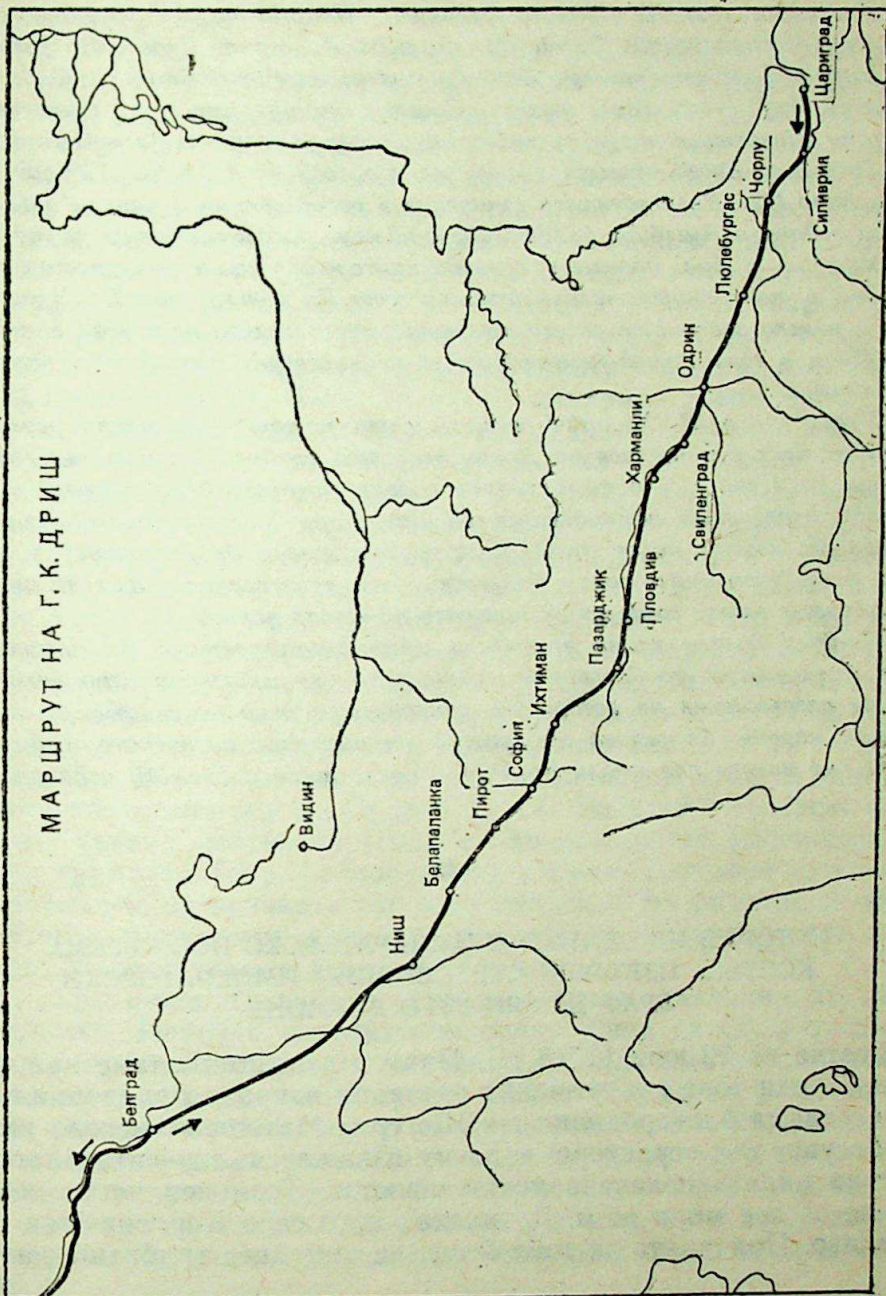 МАРШРУТ НА Г. К. ДРИШ
Белград
Ниш
Видин
Белапаланка
Пирот
София
Ихтиман
Пазарджик
Пловдив
Харманли
Свиленград
Одрин
Люлебургас
Чорлу
Силиврия
Цариград